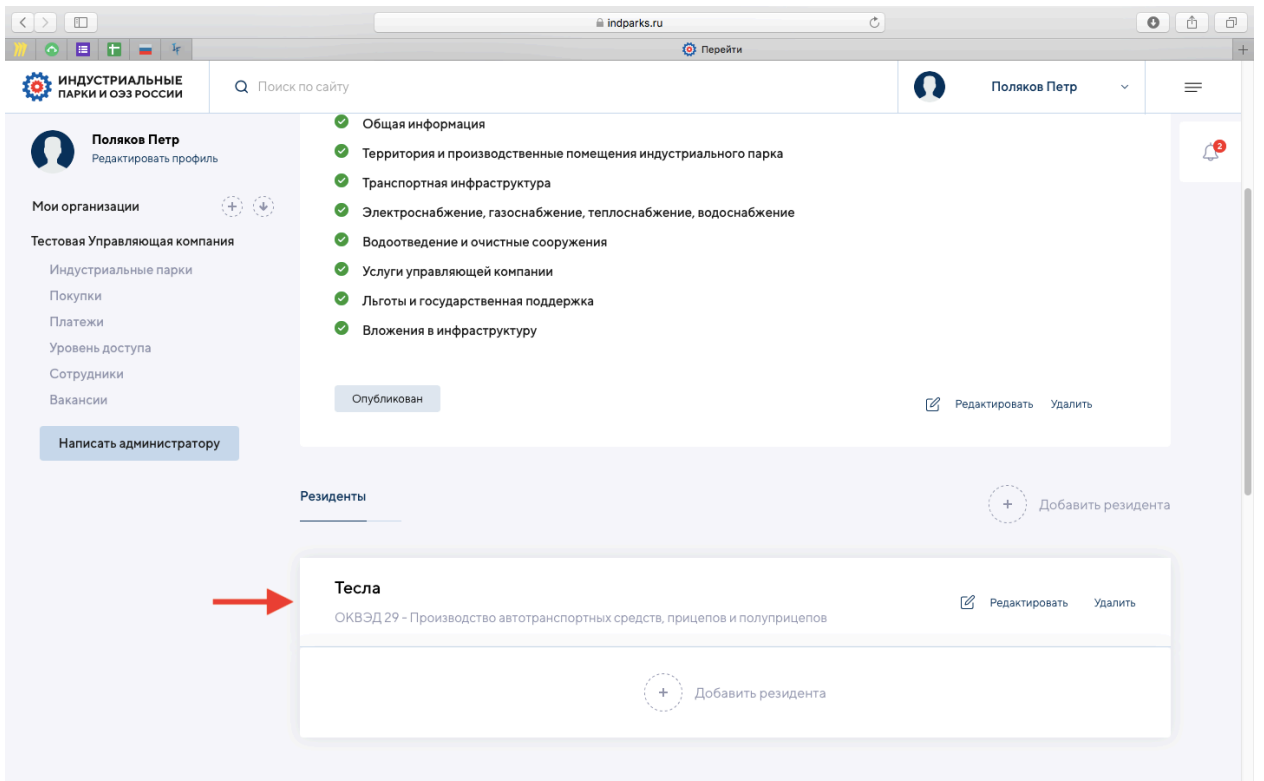 indparks.ru
Перейти
ИНДУСТРИАЛЬНЫЕ
ПАРКИ И ОЭЗ РОССИИ
Поиск по сайту
Поляков Петр
Поляков Петр
Редактировать профиль
2
Мои организации
Тестовая Управляющая компания
Индустриальные парки
Покупки
Платежи
Уровень доступа
Сотрудники
Вакансии
Написать администратору
Общая информация
Территория и производственные помещения индустриального парка
Транспортная инфраструктура
Электроснабжение, газоснабжение, теплоснабжение, водоснабжение
Водоотведение и очистные сооружения
Услуги управляющей компании
Льготы и государственная поддержка
Вложения в инфраструктуру
Опубликован
Редактировать Удалить
Резиденты
Добавить резидента
Тесла
ОКВЭД 29 - Производство автотранспортных средств, прицепов и полуприцепов
Редактировать Удалить
Добавить резидента